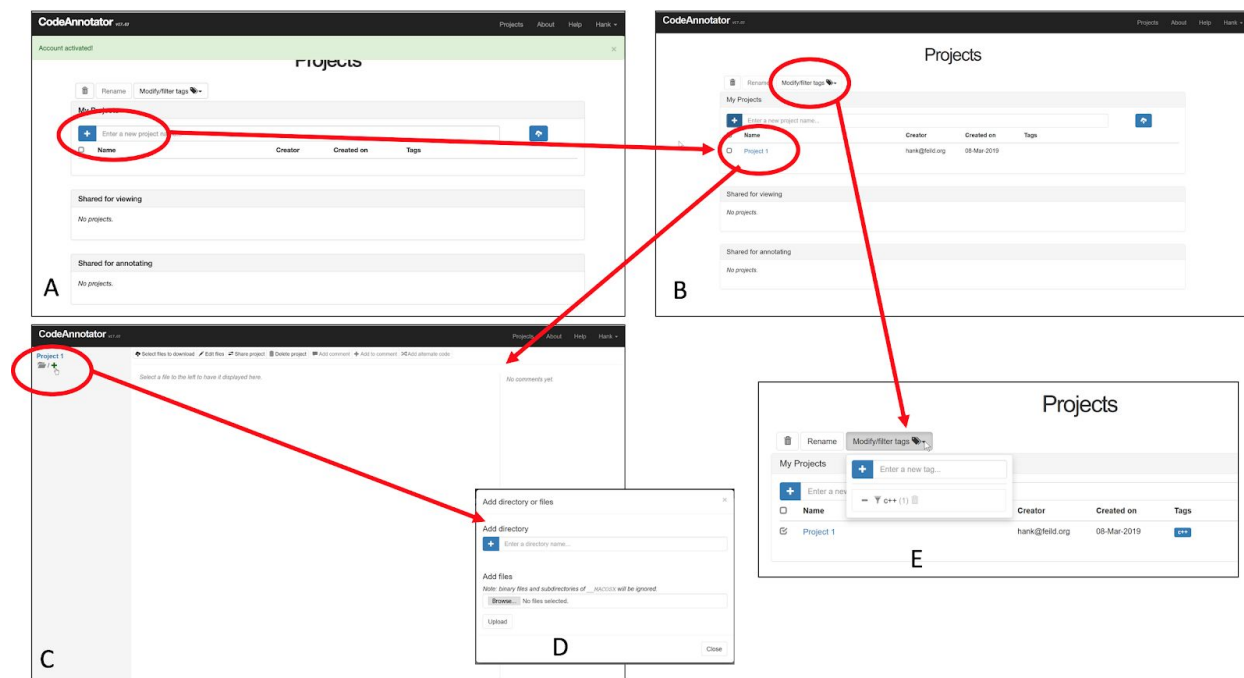 CodeAnnotator v17-07
Projects About Help Hank
Account activated!
×
Projects
Rename Modify/filter tags
My Projects
+ Enter a new project name...
Name Creator Created on Tags
Shared for viewing
No projects.
Shared for annotating
No projects.
A
CodeAnnotator
Projects About Help Hank
Projects
Rename Modify/filter tags
My Projects
+ Enter a new project name...
Name Creator Created on Tags
Project 1 hank@feild.org 08-Mar-2019
Shared for viewing
No projects.
Shared for annotating
No projects.
B
CodeAnnotator
Projects About Help Hank
Project 1
/ +
Select files to download Edit files Share project Delete project Add comment + Add to comment Add alternate code
Select a file to the left to have it displayed here.
No comments yet
C
Add directory or files ×
Add directory
+ Enter a directory name...
Add files
Note: binary files and subdirectories of __MACOSX will be ignored.
Browse... No files selected.
Upload
Close
D
Projects
Rename Modify/filter tags
My Projects
+ Enter a new tag...
+ Enter a new
c++ (1)
Name Creator Created on Tags
Project 1 hank@feild.org 08-Mar-2019 c++
E